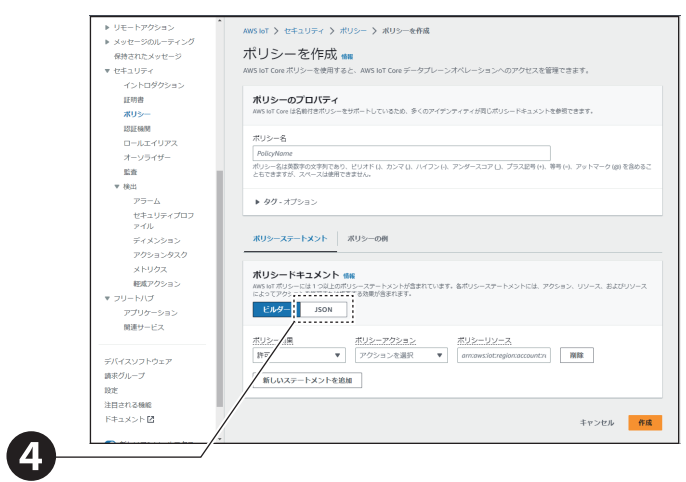 ▶ リモートアクション
▶ メッセージのルーティング
保持されたメッセージ
▼ セキュリティ
イントロダクション
証明書
ポリシー
認証機関
ロールエイリアス
オーソライザー
監査
▼ 検出
アラーム
セキュリティプロフ
ァイル
ディメンション
アクションタスク
メトリクス
軽減アクション
▼ フリートハブ
アプリケーション
関連サービス
デバイスソフトウェア
請求グループ
設定
注目される機能
ドキュメント
AWS IoT > セキュリティ > ポリシー > ポリシーを作成
ポリシーを作成 情報
AWS IoT Core ポリシーを使用すると、AWS IoT Core データプレーンオペレーションへのアクセスを管理できます。
ポリシーのプロパティ
AWS IoT Core は名前付きポリシーをサポートしているため、多くのアイデンティティが同じポリシードキュメントを参照できます。
ポリシー名
PolicyName
ポリシー名は英数字の文字列であり、ピリオド (.)、カンマ (,)、ハイフン (-)、アンダースコア (_)、プラス記号 (+)、等号 (=)、アットマーク (@) を含めるこ
ともできますが、スペースは使用できません。
▶ タグ - オプション
ポリシーステートメント ポリシーの例
ポリシードキュメント 情報
AWS IoT ポリシーには 1 つ以上のポリシーステートメントが含まれています。各ポリシーステートメントには、アクション、リソース、およびリソース
によってアク
る効果が含まれます。
ビルダー JSON
ポリシー 果 ポリシーアクション ポリシーリソース
許 アクションを選択 arn:aws:iot:region:account:r 削除
新しいステートメントを追加
キャンセル 作成
4